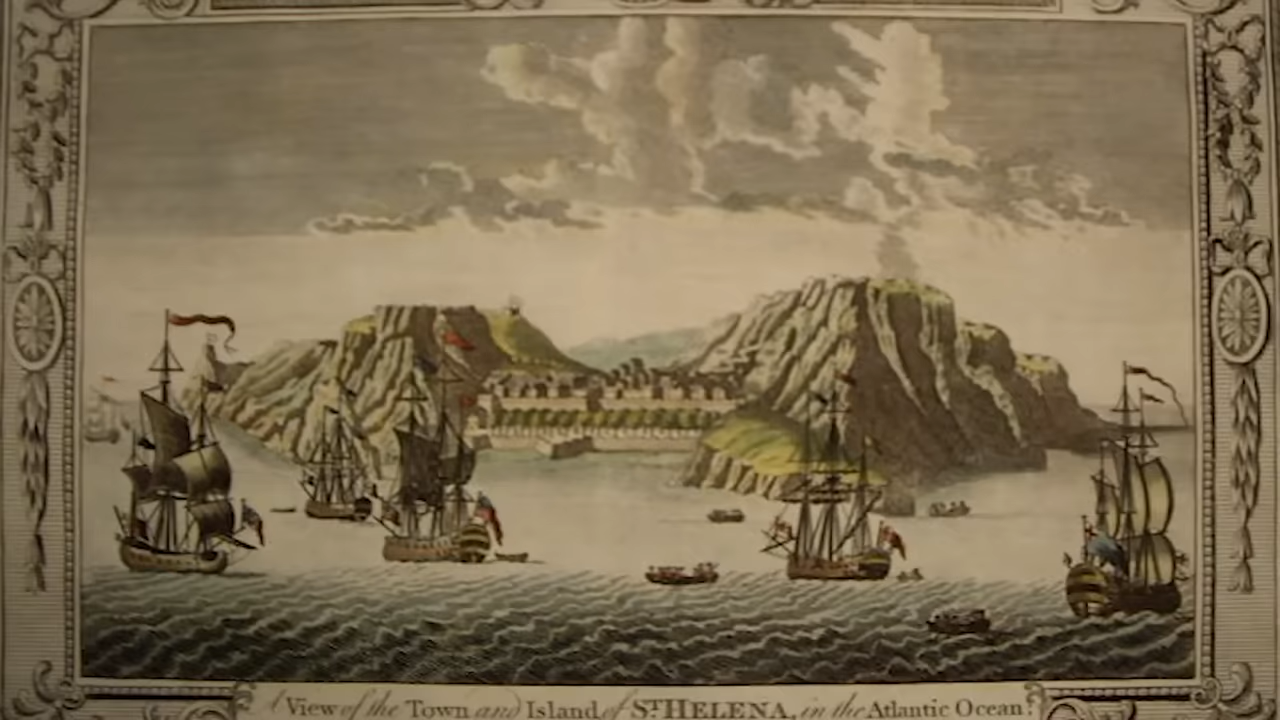 A View of the Town and Island of ST. HELENA, in the Atlantic Ocean.